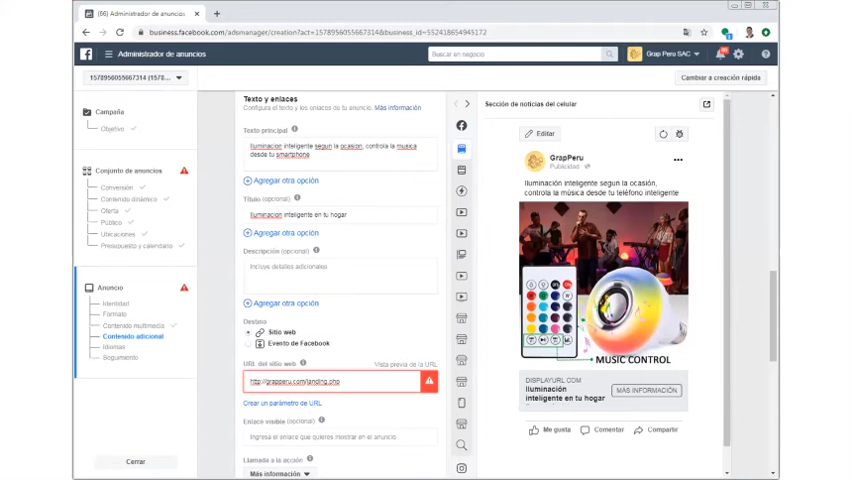 (66) Administrador de anuncios
business.facebook.com/adsmanager/creation?act=1578956055667314&business_id=552418654945172
Administrador de anuncios
Buscar en negocio
Grap Peru SAC
1578956055667314 (1578...
Cambiar a creación rápida
Campaña
Objetivo
Conjunto de anuncios
Conversión
Contenido dinámico
Oferta
Público
Ubicaciones
Presupuesto y calendario
Anuncio
Identidad
Formato
Contenido multimedia
Contenido adicional
Idiomas
Seguimiento
Cerrar
Texto y enlaces
Configura el texto y los enlaces de tu anuncio. Más información
Texto principal
Iluminacion inteligente segun la ocasion, controla la musica
desde tu smartphone
Agregar otra opción
Título (opcional)
Iluminacion inteligente en tu hogar
Agregar otra opción
Descripción (opcional)
Incluye detalles adicionales
Agregar otra opción
Destino
Sitio web
Evento de Facebook
URL del sitio web
Vista previa de la URL
http://grapperu.com/landing.php
Crear un parámetro de URL
Enlace visible (opcional)
Ingresa el enlace que quieres mostrar en el anuncio
Llamada a la acción
Más información
Sección de noticias del celular
Editar
GrapPeru
Publicidad
Iluminación inteligente segun la ocasión,
controla la música desde tu teléfono inteligente
MUSIC CONTROL
DISPLAYURL.COM
Iluminación
inteligente en tu hogar
MÁS INFORMACIÓN
Me gusta
Comentar
Compartir